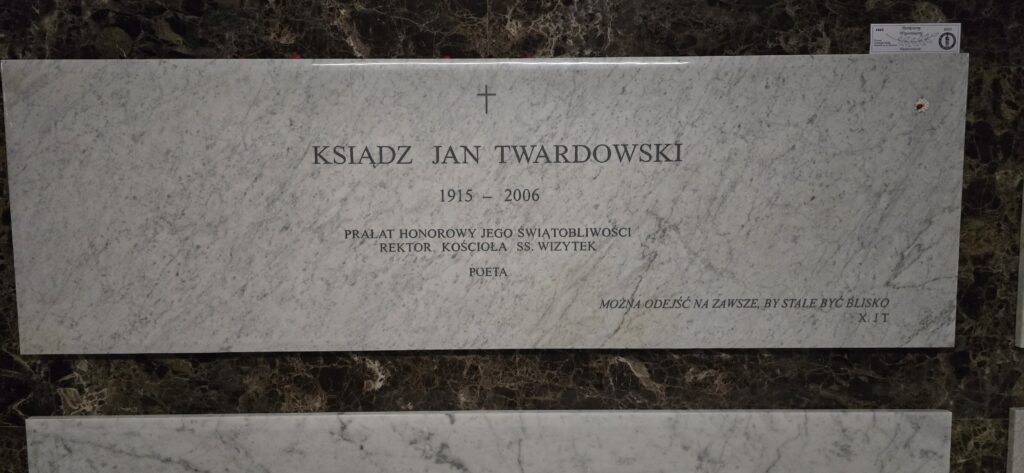 KSIĄDZ JAN TWARDOWSKI
1915 – 2006
PRAŁAT HONOROWY JEGO ŚWIĄTOBLIWOŚCI
REKTOR KOŚCIOŁA SS. WIZYTEK
POETA
MOŻNA ODEJŚĆ NA ZAWSZE, BY STALE BYĆ BLISKO
X. J T